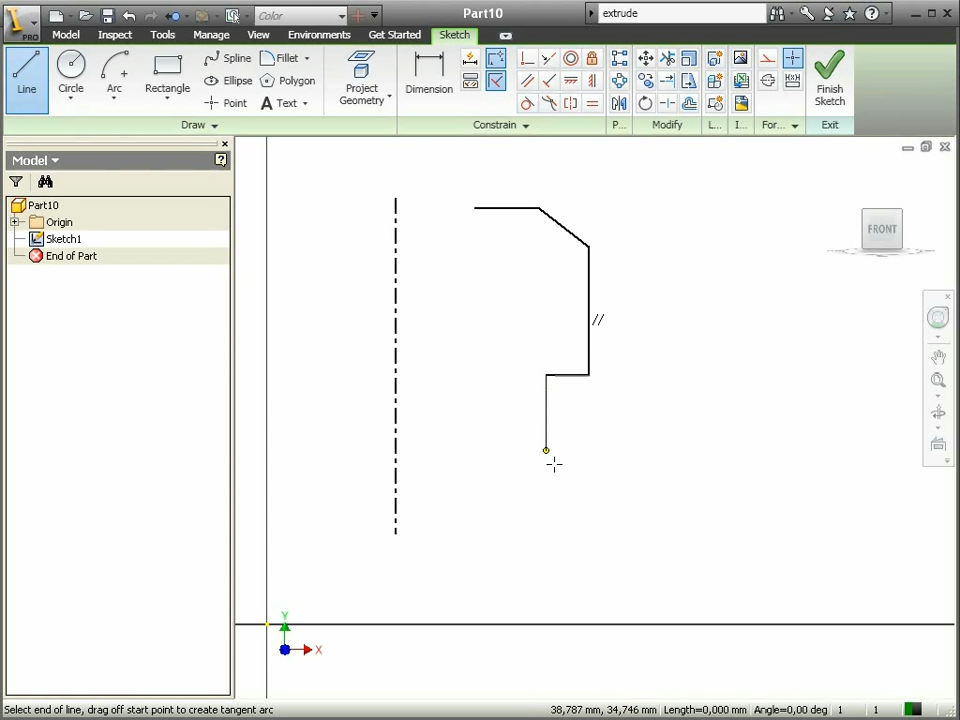 Color
Part10
extrude
PRO
Model
Inspect
Tools
Manage
View
Environments
Get Started
Sketch
Line
Circle
Arc
Rectangle
Spline
Ellipse
Point
Fillet
Polygon
A Text
Project
Geometry
Dimension
Finish
Sketch
Draw
Constrain
P...
Modify
L...
I...
For...
Exit
Model
Part10
Origin
Sketch1
End of Part
FRONT
Y
X
Select end of line, drag off start point to create tangent arc
38,787 mm, 34,746 mm
Length=0,000 mm
Angle=0,00 deg
1
1